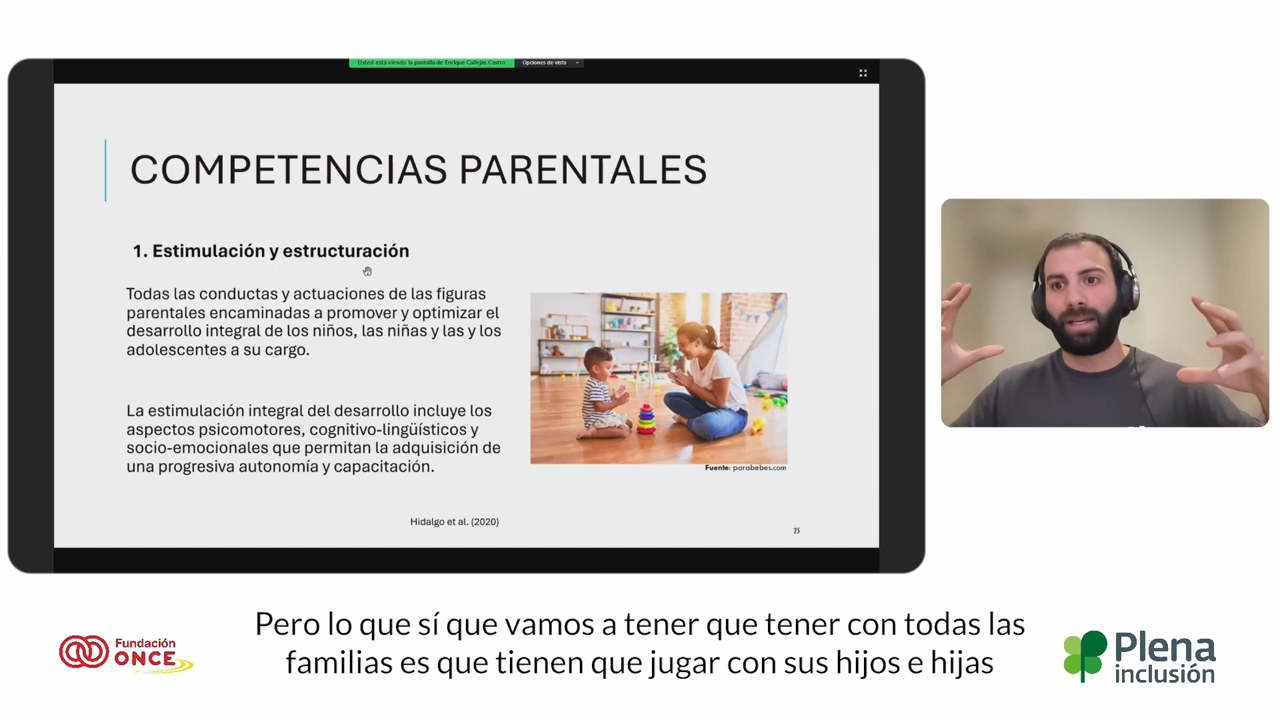 Usted está viendo la pantalla de Enrique Callejas Castro
Opciones de vista
COMPETENCIAS PARENTALES
1. Estimulación y estructuración
Todas las conductas y actuaciones de las figuras
parentales encaminadas a promover y optimizar el
desarrollo integral de los niños, las niñas y las y los
adolescentes a su cargo.
La estimulación integral del desarrollo incluye los
aspectos psicomotores, cognitivo-lingüísticos y
socio-emocionales que permitan la adquisición de
una progresiva autonomía y capacitación.
Fuente: parabebes.com
Hidalgo et al. (2020)
25
Pero lo que sí que vamos a tener que tener con todas las
familias es que tienen que jugar con sus hijos e hijas
Fundación
ONCE
Plena
inclusión